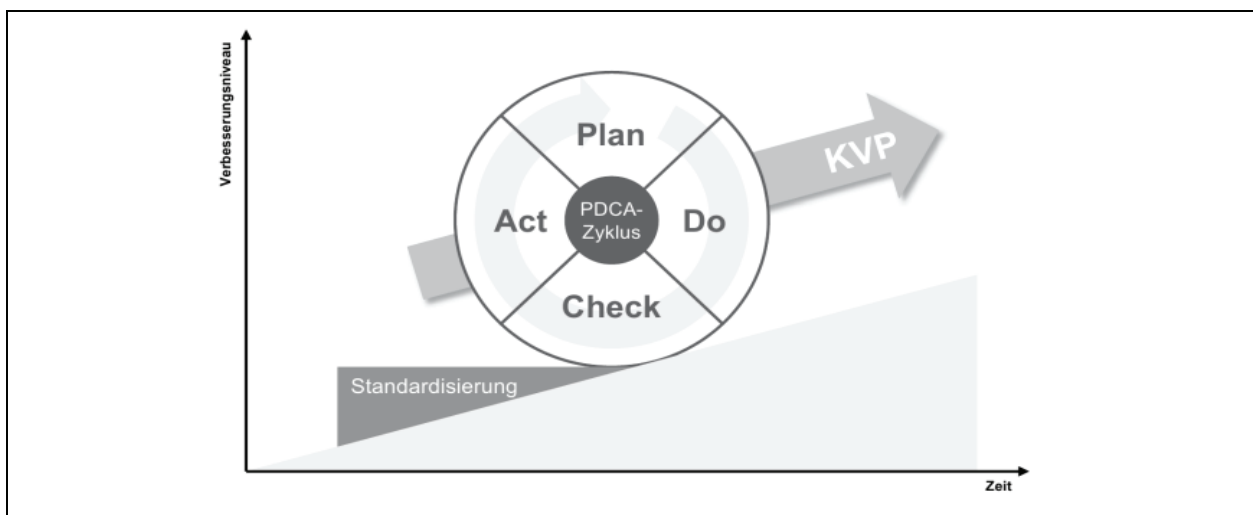 Verbesserungsniveau
Plan
KVP
Act
PDCA-
Zyklus
Do
Check
Standardisierung
Zeit